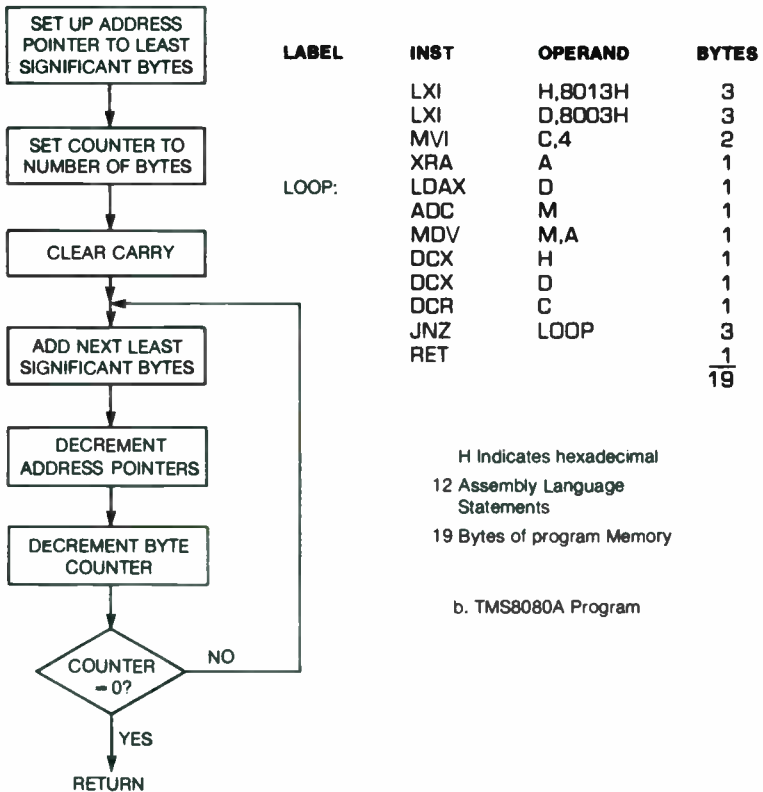 SET UP ADDRESS
POINTER TO LEAST
SIGNIFICANT BYTES
SET COUNTER TO
NUMBER OF BYTES
CLEAR CARRY
ADD NEXT LEAST
SIGNIFICANT BYTES
DECREMENT
ADDRESS POINTERS
DECREMENT BYTE
COUNTER
COUNTER
= 0?
NO
YES
RETURN
LABEL INST OPERAND BYTES
LXI H,8013H 3
LXI D,8003H 3
MVI C,4 2
XRA A 1
LOOP: LDAX D 1
ADC M 1
MOV M,A 1
DCX H 1
DCX D 1
DCR C 1
JNZ LOOP 3
RET 1
19
H Indicates hexadecimal
12 Assembly Language
Statements
19 Bytes of program Memory
b. TMS8080A Program